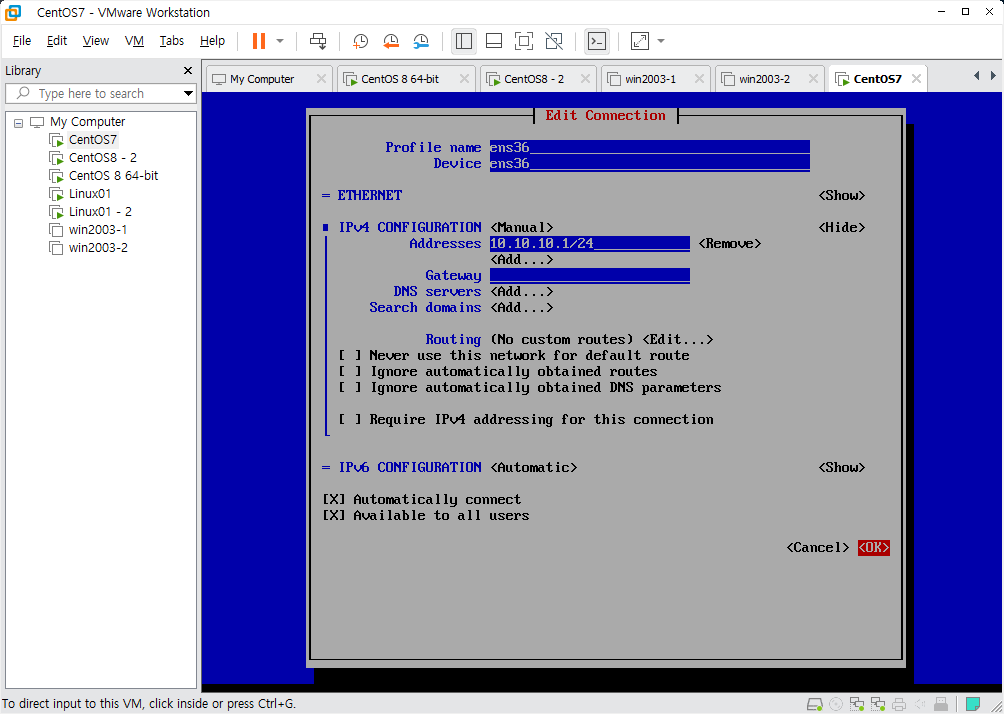 CentOS7 - VMware Workstation
File Edit View VM Tabs Help
Library
Type here to search
My Computer
CentOS7
CentOS8 - 2
CentOS 8 64-bit
Linux01
Linux01 - 2
win2003-1
win2003-2
My Computer CentOS 8 64-bit CentOS8 - 2 win2003-1 win2003-2 CentOS7
Edit Connection
Profile name ens36
Device ens36
= ETHERNET <Show>
IPv4 CONFIGURATION <Manual> <Hide>
Addresses 10.10.10.1/24 <Remove>
<Add...>
Gateway
DNS servers <Add...>
Search domains <Add...>
Routing (No custom routes) <Edit...>
[ ] Never use this network for default route
[ ] Ignore automatically obtained routes
[ ] Ignore automatically obtained DNS parameters
[ ] Require IPv4 addressing for this connection
= IPv6 CONFIGURATION <Automatic> <Show>
[X] Automatically connect
[X] Available to all users
<Cancel> <OK>
To direct input to this VM, click inside or press Ctrl+G.